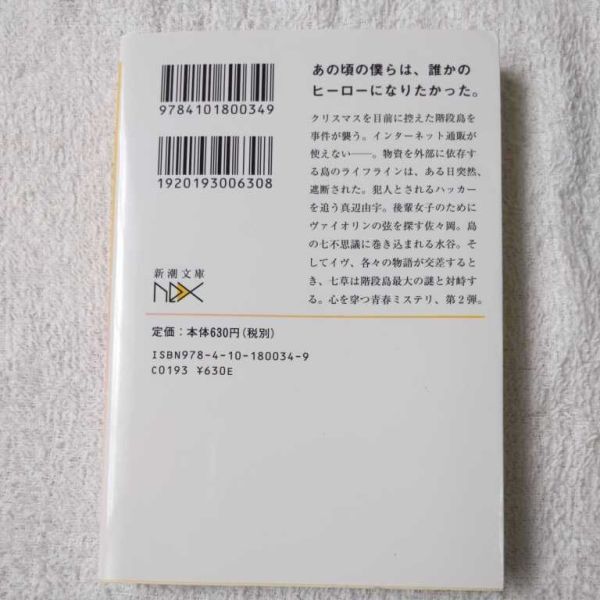 9784101800349
1920193006308
新潮文庫
nex
あの頃の僕らは、誰かの
ヒーローになりたかった。
クリスマスを目前に控えた階段島を
事件が襲う。インターネット通販が
使えない――。物資を外部に依存す
る島のライフラインは、ある日突然、
遮断された。犯人とされるハッカー
を追う真辺由宇。後輩女子のために
ヴァイオリンの弦を探す佐々岡。島
の七不思議に巻き込まれる水谷。そ
してイヴ、各々の物語が交差すると
き、七草は階段島最大の謎と対峙す
る。心を穿つ青春ミステリ、第2弾。
定価：本体630円（税別）
ISBN978-4-10-180034-9
C0193 ¥630E